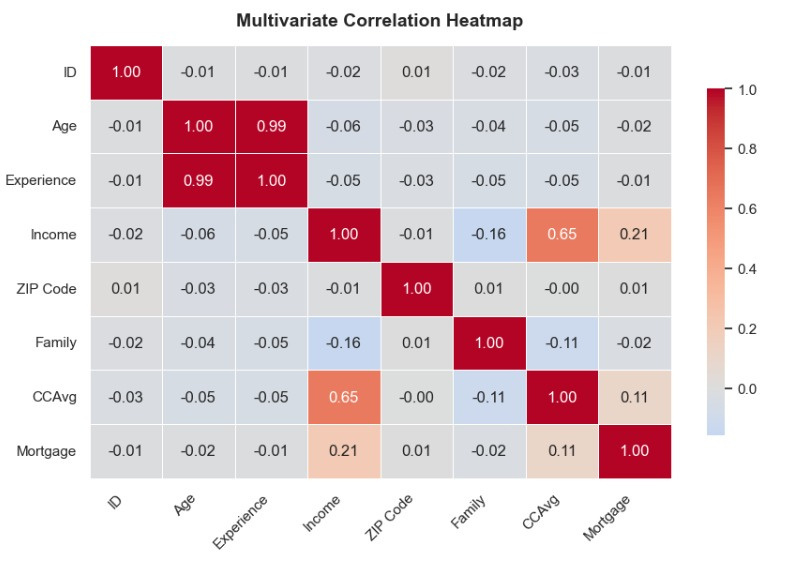 Multivariate Correlation Heatmap
ID 1.00 -0.01 -0.01 -0.02 0.01 -0.02 -0.03 -0.01
Age -0.01 1.00 0.99 -0.06 -0.03 -0.04 -0.05 -0.02
Experience -0.01 0.99 1.00 -0.05 -0.03 -0.05 -0.05 -0.01
Income -0.02 -0.06 -0.05 1.00 -0.01 -0.16 0.65 0.21
ZIP Code 0.01 -0.03 -0.03 -0.01 1.00 0.01 -0.00 0.01
Family -0.02 -0.04 -0.05 -0.16 0.01 1.00 -0.11 -0.02
CCAvg -0.03 -0.05 -0.05 0.65 -0.00 -0.11 1.00 0.11
Mortgage -0.01 -0.02 -0.01 0.21 0.01 -0.02 0.11 1.00
ID Age Experience Income ZIP Code Family CCAvg Mortgage
1.0
0.8
0.6
0.4
0.2
0.0